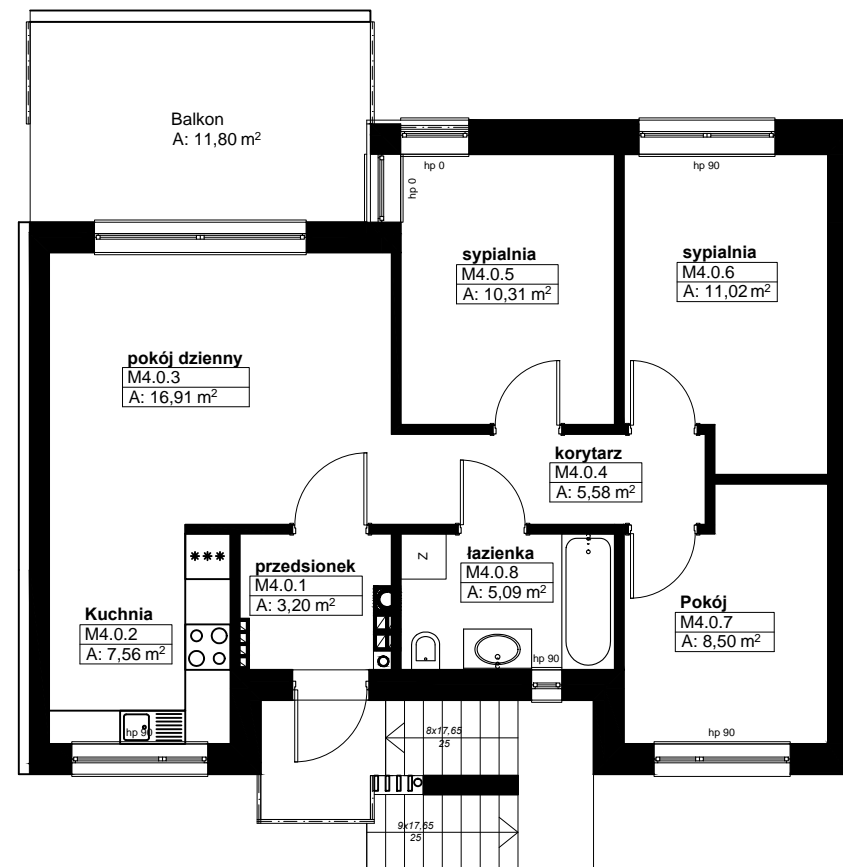 Balkon
A: 11,80 m²
hp 0
hp 0
hp 90
sypialnia
M4.0.5
A: 10,31 m²
sypialnia
M4.0.6
A: 11,02 m²
pokój dzienny
M4.0.3
A: 16,91 m²
korytarz
M4.0.4
A: 5,58 m²
przedsionek
M4.0.1
A: 3,20 m²
Z
łazienka
M4.0.8
A: 5,09 m²
Kuchnia
M4.0.2
A: 7,56 m²
Pokój
M4.0.7
A: 8,50 m²
hp 90
hp 90
hp 90
8x17,65
25
9x17,65
25